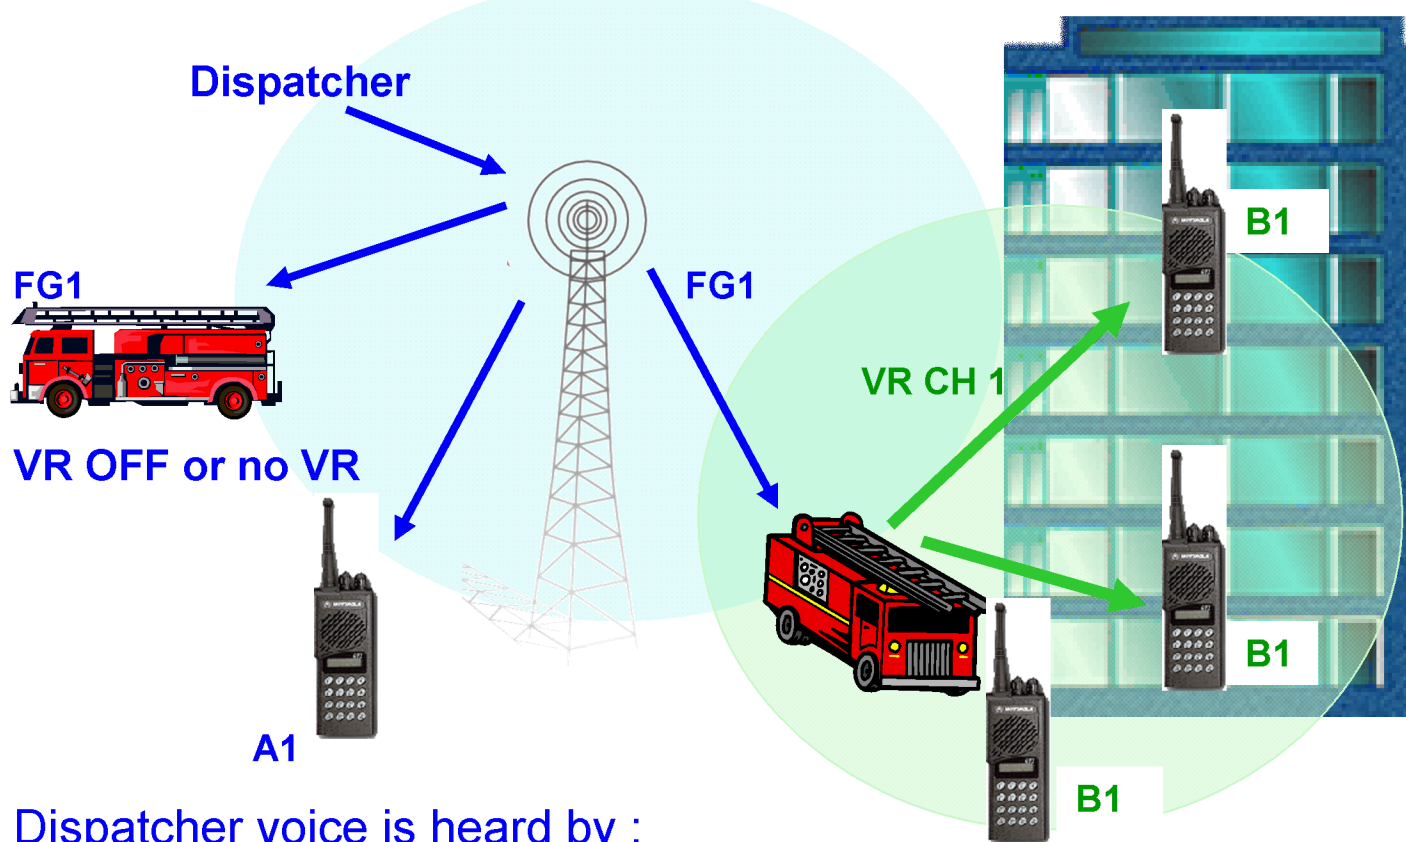 Dispatcher
B1
FG1
FG1
VR CH 1
VR OFF or no VR
B1
A1
B1
Dispatcher voice is heard by :